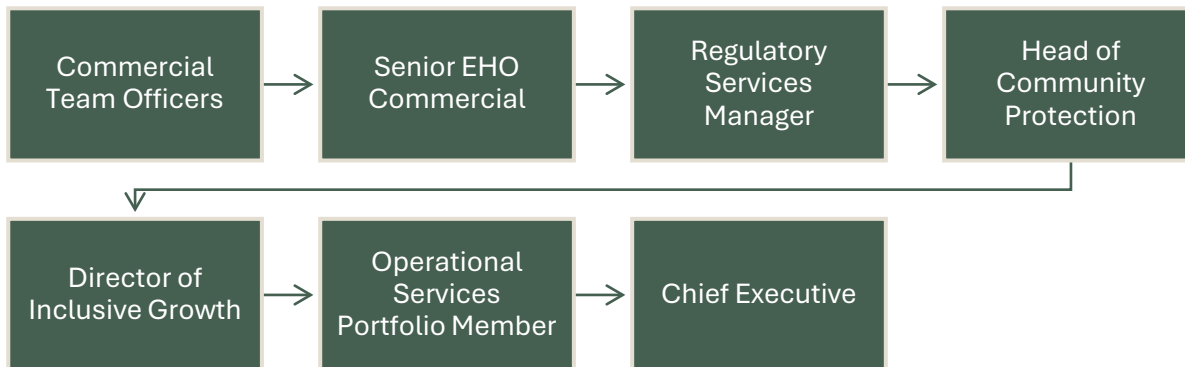 Commercial
Team Officers
Senior EHO
Commercial
Regulatory
Services
Manager
Head of
Community
Protection
Director of
Inclusive Growth
Operational
Services
Portfolio Member
Chief Executive